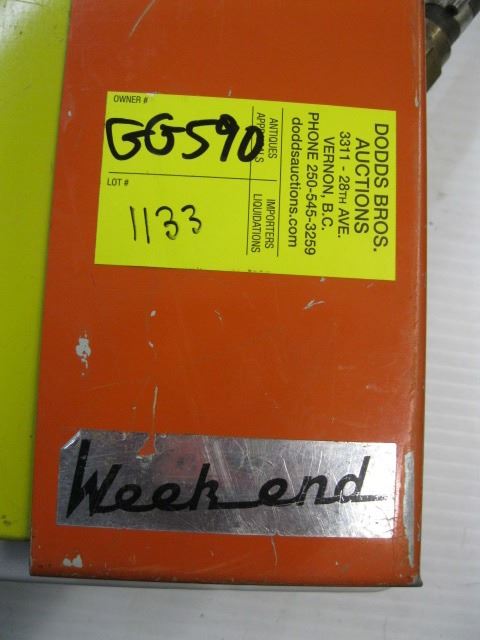 OWNER #
GG590
LOT #
1133
ANTIQUES
APPRAISALS
IMPORTERS
LIQUIDATIONS
DODDS BROS.
AUCTIONS
3311 - 28TH AVE.
VERNON, B.C.
PHONE 250-545-3259
doddsauctions.com
Week end